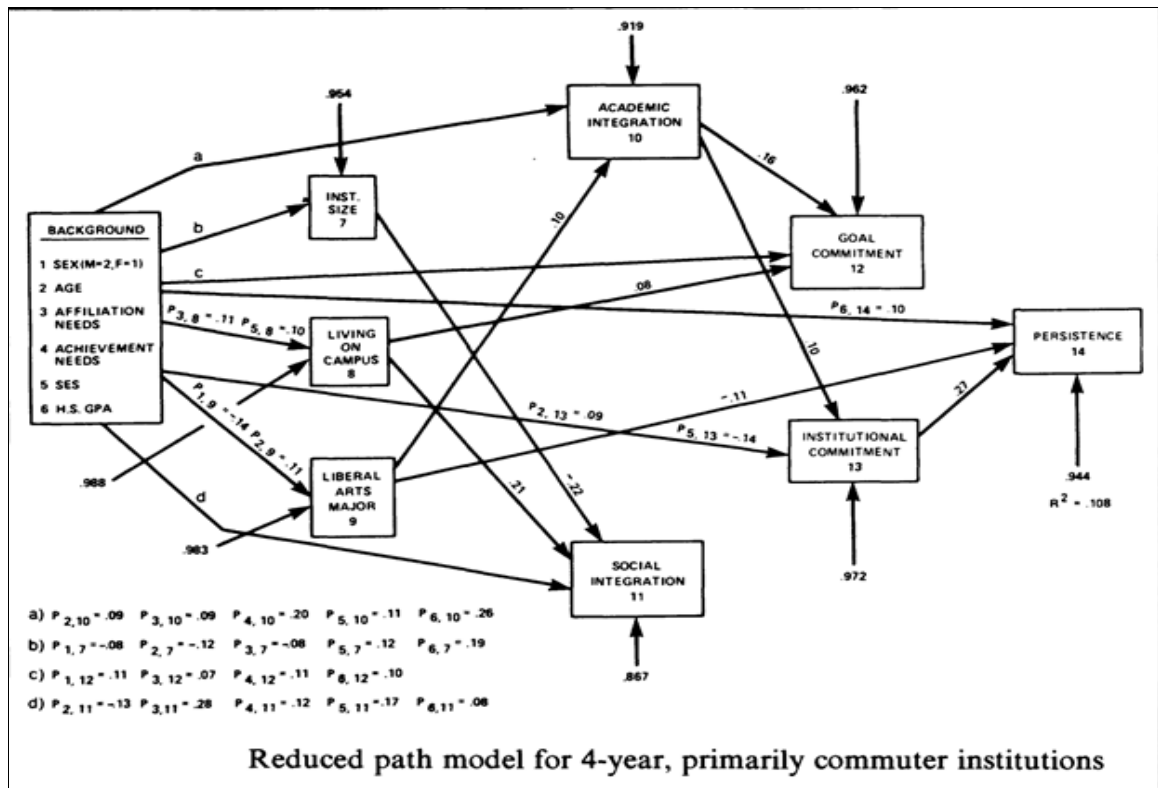 .919
.954
.962
ACADEMIC
INTEGRATION
10
a
.16
INST.
SIZE
7
BACKGROUND
1 SEX(M=2,F=1)
2 AGE
3 AFFILIATION
NEEDS
4 ACHIEVEMENT
NEEDS
5 SES
6 H.S. GPA
b
.10
GOAL
COMMITMENT
12
c
.08
P6, 14 = .10
P3, 8 = .11 P5, 8 = .10
LIVING
ON
CAMPUS
8
.10
PERSISTENCE
14
P1, 9 = -.14 P2, 9 = .11
P2, 13 = .09
P5, 13 = -.14
-.11
.27
INSTITUTIONAL
COMMITMENT
13
LIBERAL
ARTS
MAJOR
9
.988
d
.21
-.22
.944
R2 = .108
.983
SOCIAL
INTEGRATION
11
.972
a) P2,10 = .09 P3, 10 = .09 P4, 10 = .20 P5, 10 = .11 P6, 10 = .26
b) P1, 7 = -.08 P2, 7 = -.12 P3, 7 = -.08 P5, 7 = .12 P6, 7 = .19
c) P1, 12 = .11 P3, 12 = .07 P4, 12 = .11 P6, 12 = .10
d) P2, 11 = -.13 P3,11 = .28 P4, 11 = .12 P5, 11 = .17 P6,11 = .08
.867
Reduced path model for 4-year, primarily commuter institutions